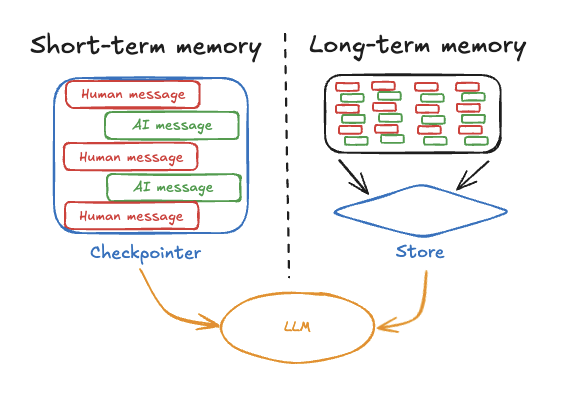 Short-term memory
Human message
AI message
Human message
AI message
Human message
Checkpointer
Long-term memory
Store
LLM